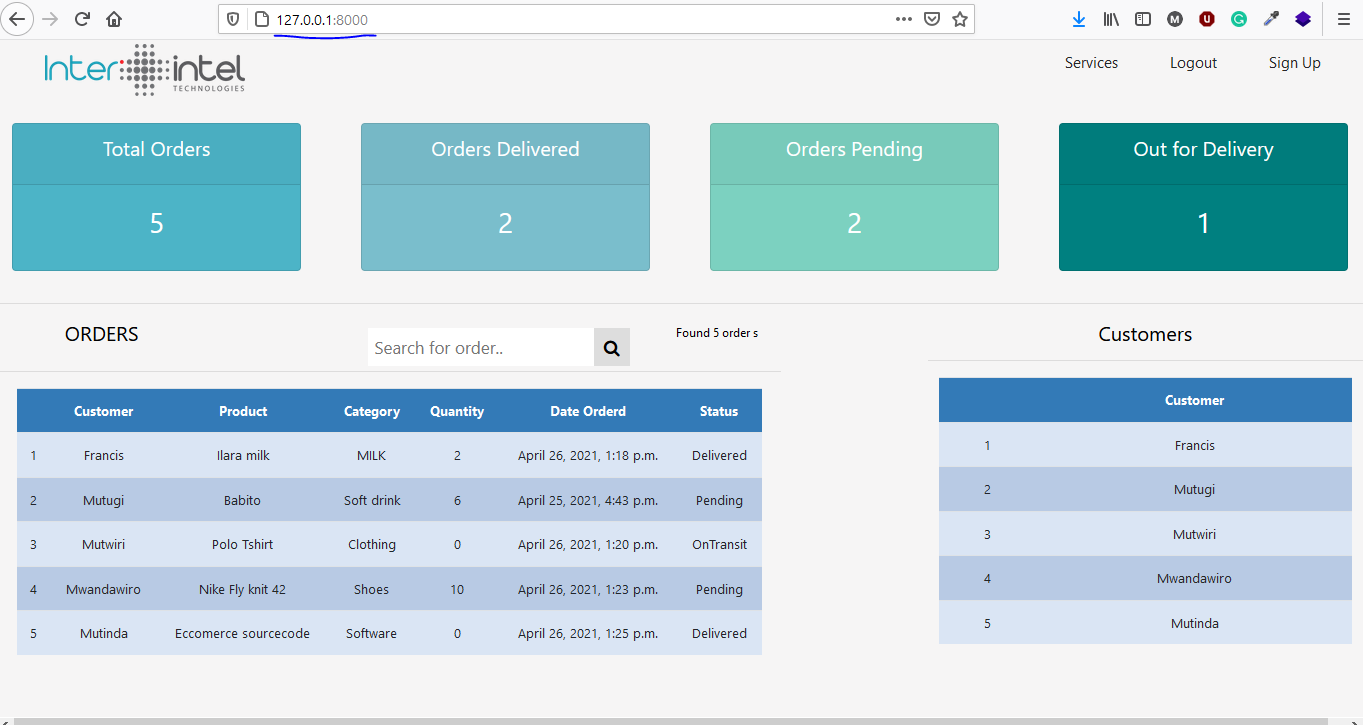 127.0.0.1:8000
Inter intel
TECHNOLOGIES
Services Logout Sign Up
Total Orders Orders Delivered Orders Pending Out for Delivery
5 2 2 1
ORDERS
Search for order..
Found 5 order s
Customer Product Category Quantity Date Orderd Status
1 Francis Ilara milk MILK 2 April 26, 2021, 1:18 p.m. Delivered
2 Mutugi Babito Soft drink 6 April 25, 2021, 4:43 p.m. Pending
3 Mutwiri Polo Tshirt Clothing 0 April 26, 2021, 1:20 p.m. OnTransit
4 Mwandawiro Nike Fly knit 42 Shoes 10 April 26, 2021, 1:23 p.m. Pending
5 Mutinda Eccomerce sourcecode Software 0 April 26, 2021, 1:25 p.m. Delivered
Customers
Customer
1 Francis
2 Mutugi
3 Mutwiri
4 Mwandawiro
5 Mutinda